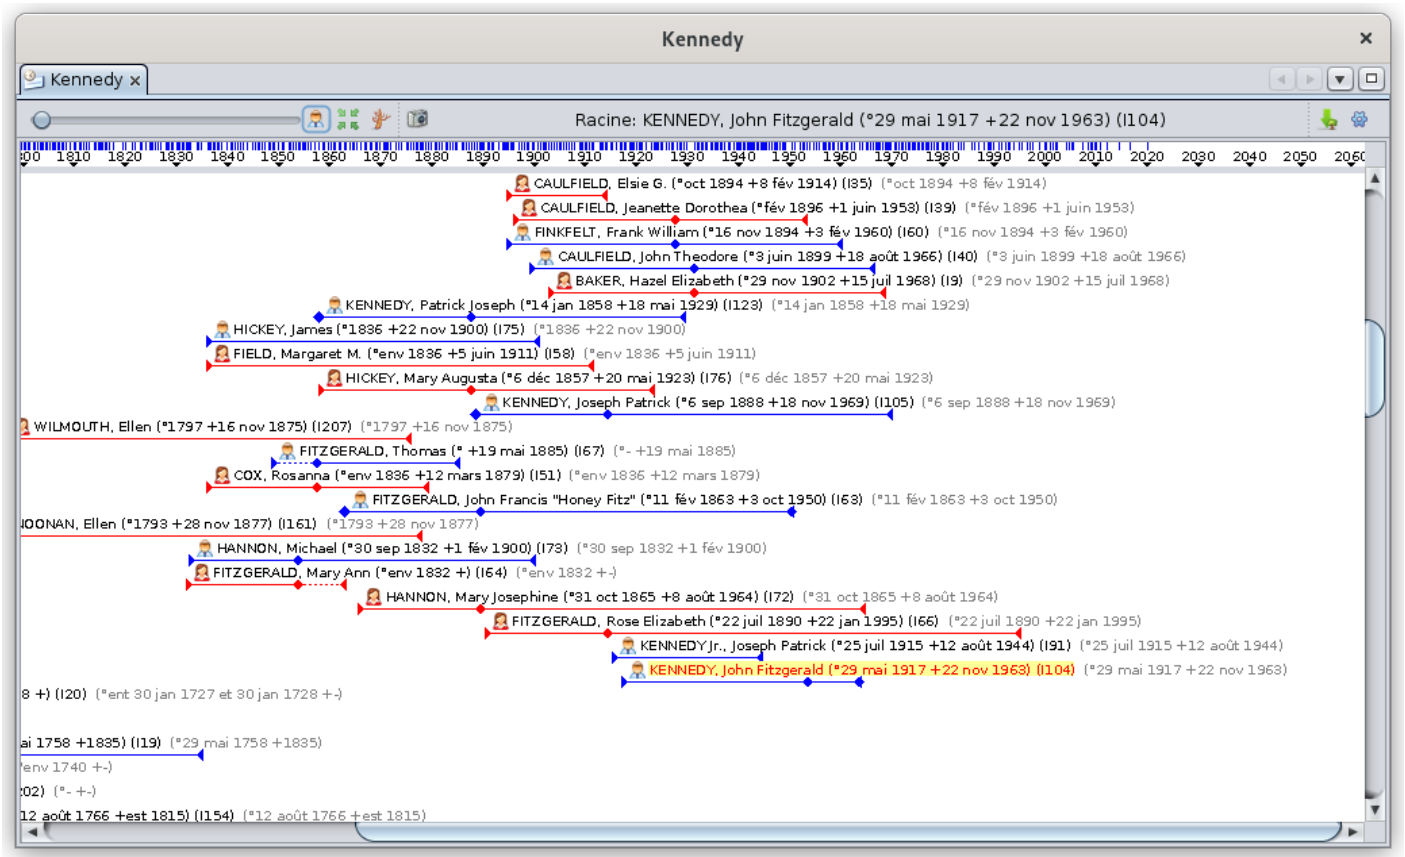 Kennedy
Kennedy
Racine: KENNEDY, John Fitzgerald (°29 mai 1917 +22 nov 1963) (I104)
1810 1820 1830 1840 1850 1860 1870 1880 1890 1900 1910 1920 1930 1940 1950 1960 1970 1980 1990 2000 2010 2020 2030 2040 2050 2060
CAULFIELD, Elsie G. (°oct 1894 +8 fév 1914) (I35) (°oct 1894 +8 fév 1914)
CAULFIELD, Jeanette Dorothea (°fév 1896 +1 juin 1953) (I39) (°fév 1896 +1 juin 1953)
FINKFELT, Frank William (°16 nov 1894 +3 fév 1960) (I60) (°16 nov 1894 +3 fév 1960)
CAULFIELD, John Theodore (°3 juin 1899 +18 août 1966) (I40) (°3 juin 1899 +18 août 1966)
BAKER, Hazel Elizabeth (°29 nov 1902 +15 juil 1968) (I9) (°29 nov 1902 +15 juil 1968)
KENNEDY, Patrick Joseph (°14 jan 1858 +18 mai 1929) (I123) (°14 jan 1858 +18 mai 1929)
HICKEY, James (°1836 +22 nov 1900) (I75) (°1836 +22 nov 1900)
FIELD, Margaret M. (°env 1836 +5 juin 1911) (I58) (°env 1836 +5 juin 1911)
HICKEY, Mary Augusta (°6 déc 1857 +20 mai 1923) (I76) (°6 déc 1857 +20 mai 1923)
KENNEDY, Joseph Patrick (°6 sep 1888 +18 nov 1969) (I105) (°6 sep 1888 +18 nov 1969)
WILMOUTH, Ellen (°1797 +16 nov 1875) (I207) (°1797 +16 nov 1875)
FITZGERALD, Thomas (° +19 mai 1885) (I67) (°- +19 mai 1885)
COX, Rosanna (°env 1836 +12 mars 1879) (I51) (°env 1836 +12 mars 1879)
FITZGERALD, John Francis "Honey Fitz" (°11 fév 1863 +3 oct 1950) (I63) (°11 fév 1863 +3 oct 1950)
NOONAN, Ellen (°1793 +28 nov 1877) (I161) (°1793 +28 nov 1877)
HANNON, Michael (°30 sep 1832 +1 fév 1900) (I73) (°30 sep 1832 +1 fév 1900)
FITZGERALD, Mary Ann (°env 1832 +) (I64) (°env 1832 +-)
HANNON, Mary Josephine (°31 oct 1865 +8 août 1964) (I72) (°31 oct 1865 +8 août 1964)
FITZGERALD, Rose Elizabeth (°22 juil 1890 +22 jan 1995) (I66) (°22 juil 1890 +22 jan 1995)
KENNEDY Jr., Joseph Patrick (°25 juil 1915 +12 août 1944) (I91) (°25 juil 1915 +12 août 1944)
KENNEDY, John Fitzgerald (°29 mai 1917 +22 nov 1963) (I104) (°29 mai 1917 +22 nov 1963)
8 +) (I20) (°ent 30 jan 1727 et 30 jan 1728 +-)
ai 1758 +1835) (I19) (°29 mai 1758 +1835)
°env 1740 +-)
02) (°- +-)
12 août 1766 +est 1815) (I154) (°12 août 1766 +est 1815)